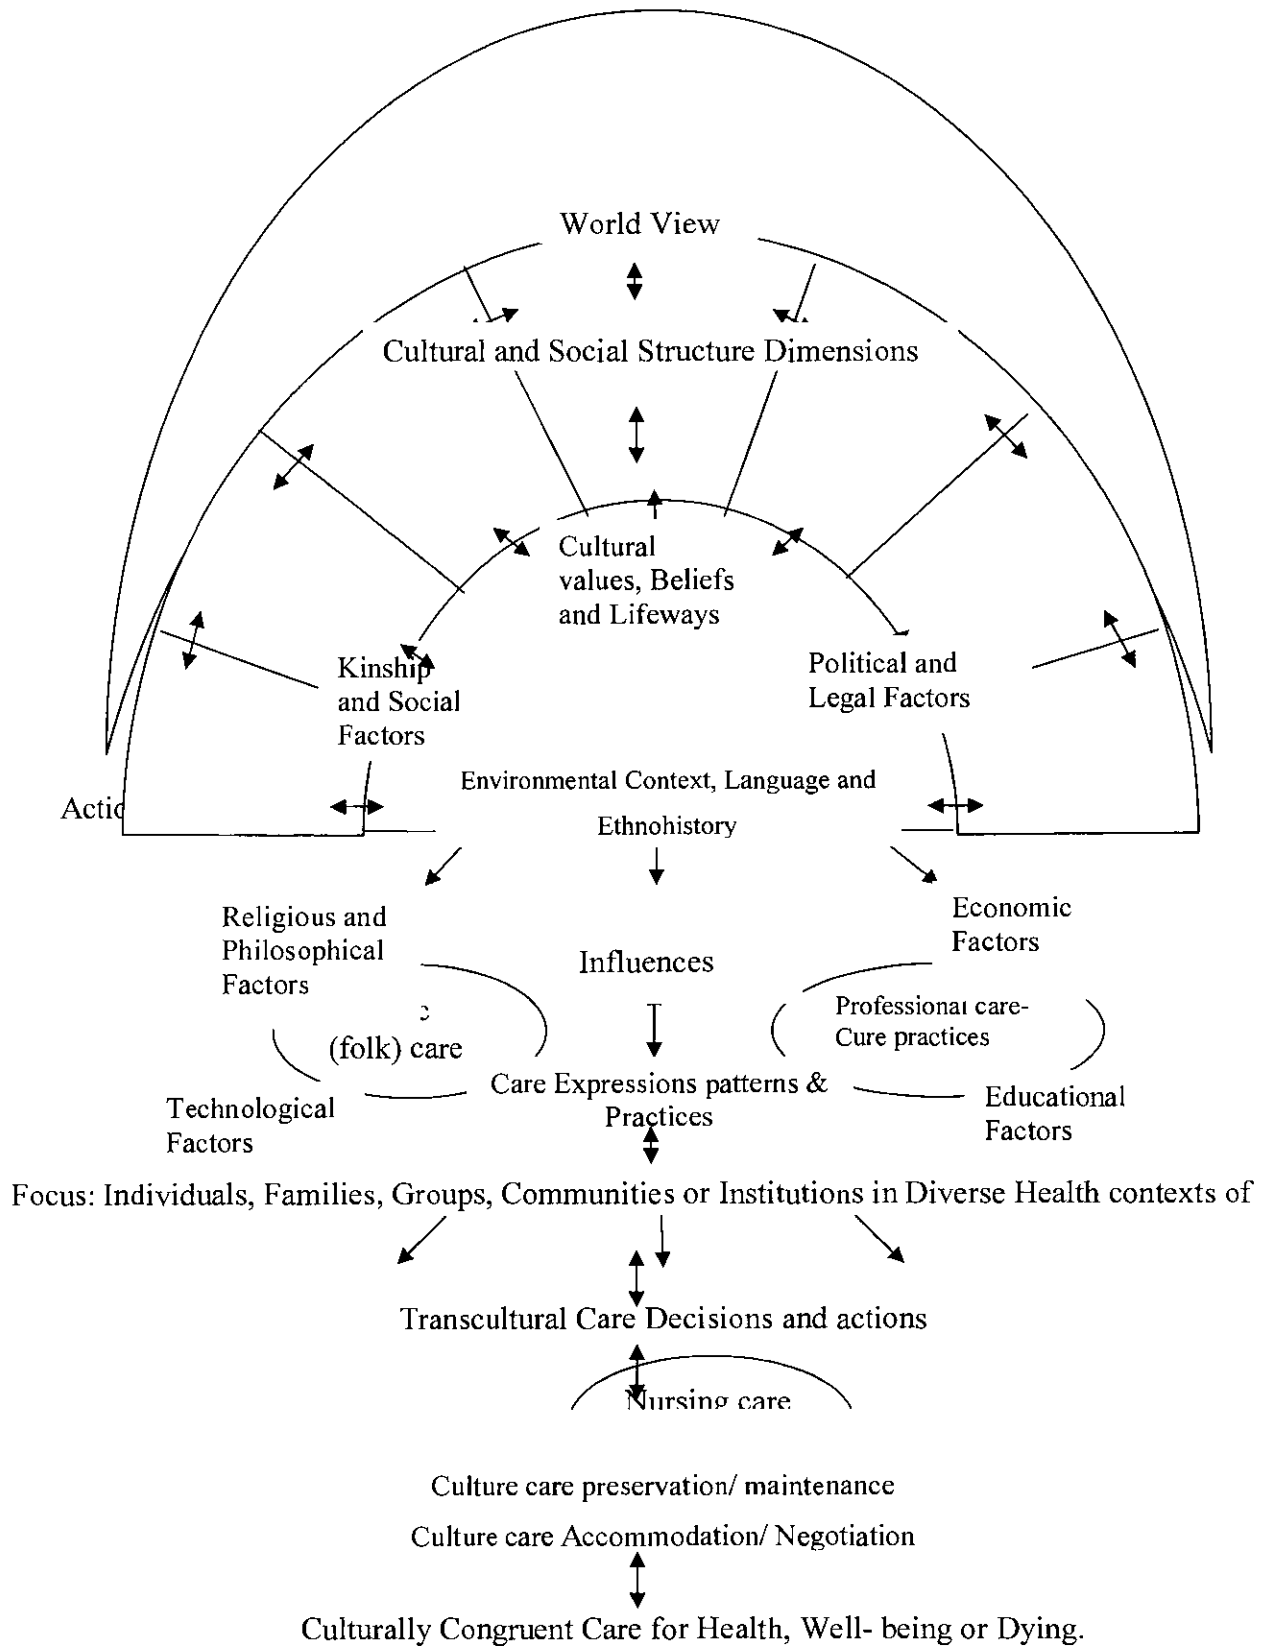 World View
Cultural and Social Structure Dimensions
Cultural
values, Beliefs
and Lifeways
Kinship
and Social
Factors
Political and
Legal Factors
Environmental Context, Language and
Ethnohistory
Religious and
Philosophical
Factors
Economic
Factors
Influences
(folk) care
Professional care-
Cure practices
Care Expressions patterns &
Practices
Technological
Factors
Educational
Factors
Focus: Individuals, Families, Groups, Communities or Institutions in Diverse Health contexts of
Transcultural Care Decisions and actions
Nursing care
Culture care preservation/ maintenance
Culture care Accommodation/ Negotiation
Culturally Congruent Care for Health, Well- being or Dying.